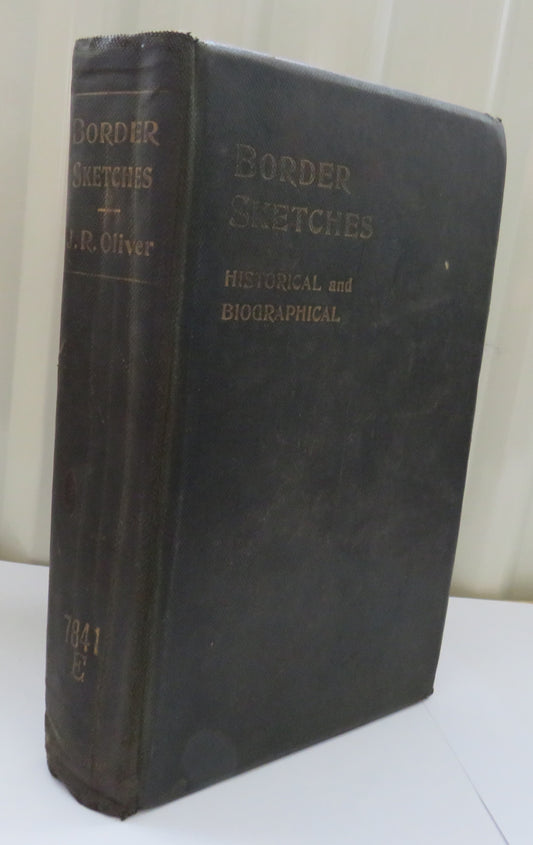 BORDER
SKETCHES
J.R. Oliver
7841
E
BORDER
SKETCHES
HISTORICAL and
BIOGRAPHICAL